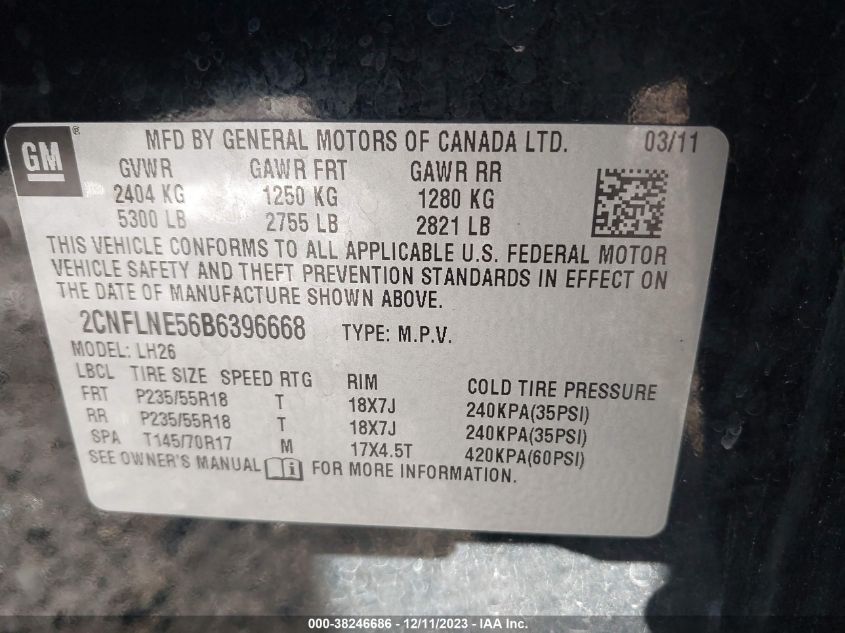 GM ® MFD BY GENERAL MOTORS OF CANADA LTD. 03/11
GVWR GAWR FRT GAWR RR
2404 KG 1250 KG 1280 KG
5300 LB 2755 LB 2821 LB
THIS VEHICLE CONFORMS TO ALL APPLICABLE U.S. FEDERAL MOTOR
VEHICLE SAFETY AND THEFT PREVENTION STANDARDS IN EFFECT ON
THE DATE OF MANUFACTURE SHOWN ABOVE.
2CNFLNE56B6396668 TYPE: M.P.V.
MODEL: LH26
LBCL TIRE SIZE SPEED RTG RIM COLD TIRE PRESSURE
FRT P235/55R18 T 18X7J 240KPA(35PSI)
RR P235/55R18 T 18X7J 240KPA(35PSI)
SPA T145/70R17 M 17X4.5T 420KPA(60PSI)
SEE OWNER'S MANUAL i FOR MORE INFORMATION.
000-38246686 - 12/11/2023 - IAA Inc.